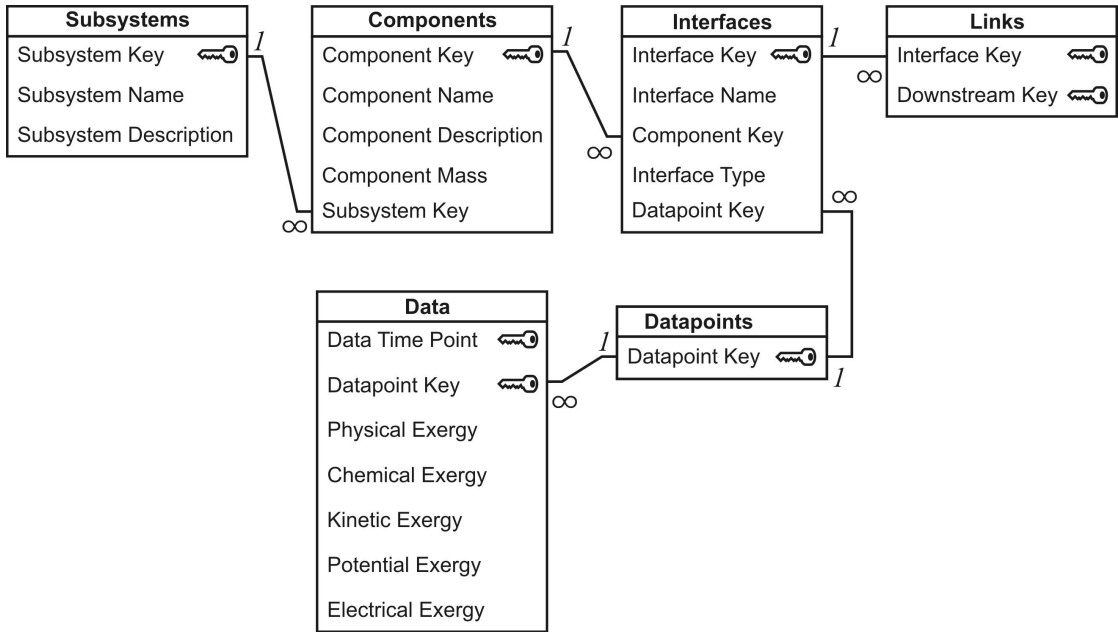 Subsystems
Subsystem Key
Subsystem Name
Subsystem Description
1
∞
Components
Component Key
Component Name
Component Description
Component Mass
Subsystem Key
1
∞
Interfaces
Interface Key
Interface Name
Component Key
Interface Type
Datapoint Key
1
∞
Links
Interface Key
Downstream Key
∞
Data
Data Time Point
Datapoint Key
Physical Exergy
Chemical Exergy
Kinetic Exergy
Potential Exergy
Electrical Exergy
∞
1
Datapoints
Datapoint Key
1